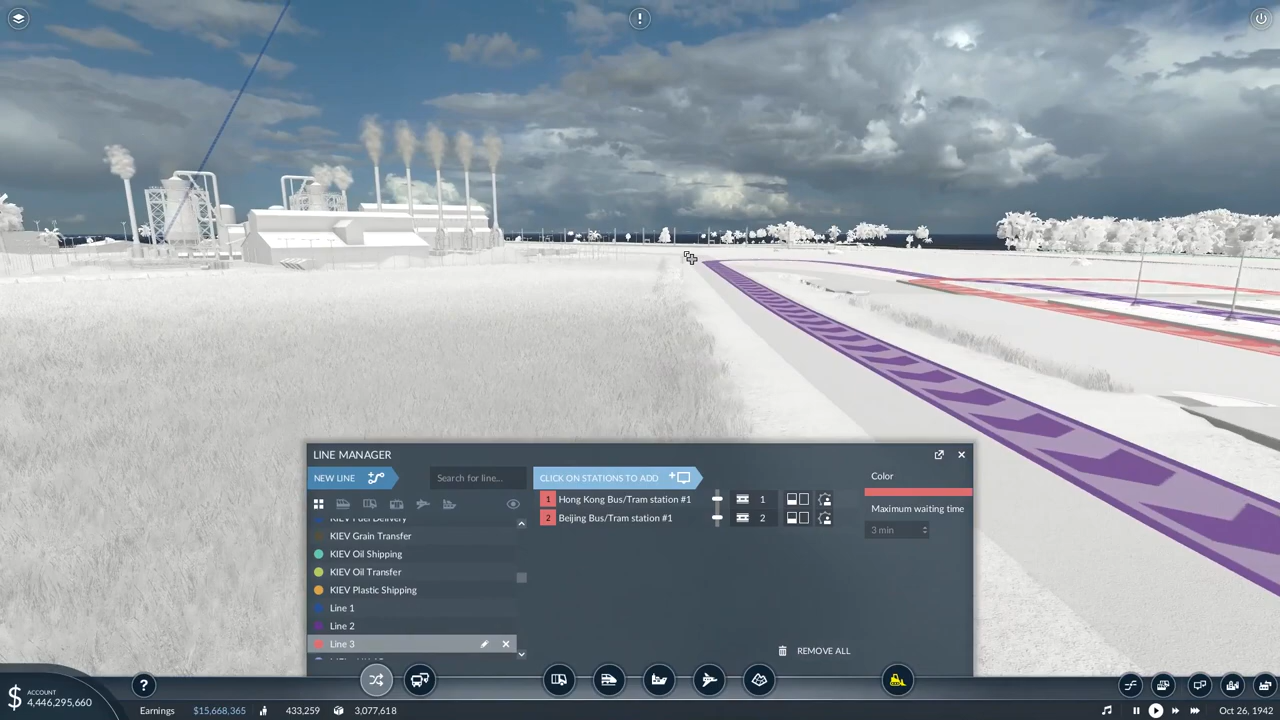 !
LINE MANAGER
NEW LINE
Search for line...
CLICK ON STATIONS TO ADD
Color
1 Hong Kong Bus/Tram station #1 1
2 Beijing Bus/Tram station #1 2
Maximum waiting time
3 min
KIEV Fuel Delivery
KIEV Grain Transfer
KIEV Oil Shipping
KIEV Oil Transfer
KIEV Plastic Shipping
Line 1
Line 2
Line 3
REMOVE ALL
$ ACCOUNT
4,446,295,660
?
Earnings $15,668,365 433,259 3,077,618
Oct 26, 1942